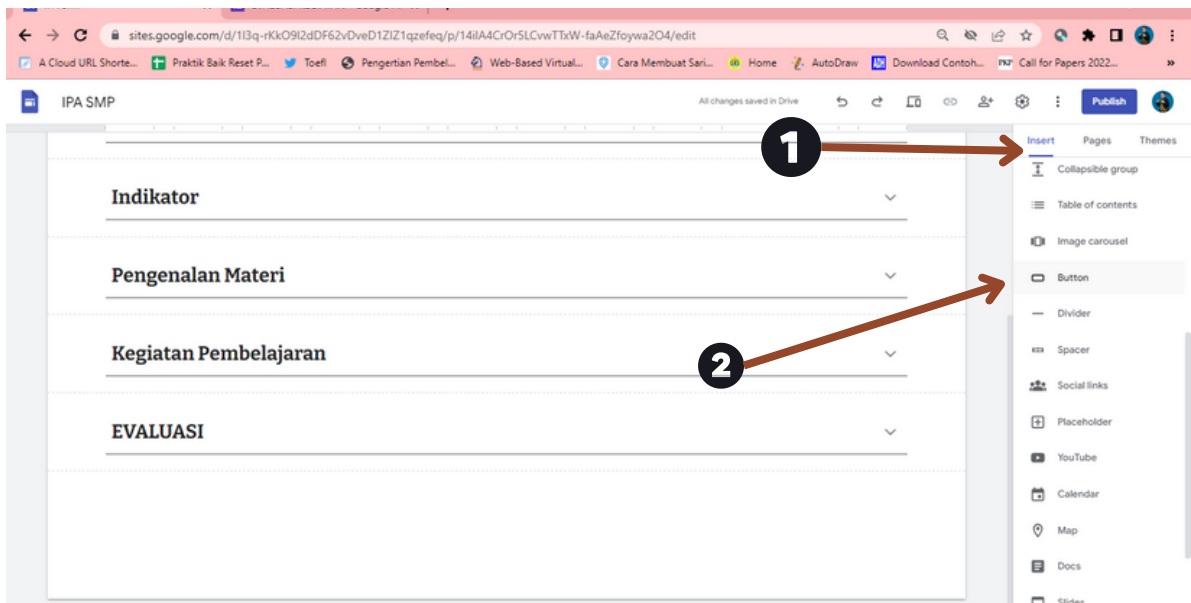 sites.google.com/d/1I3q-rKkO9I2dDF62vDveD1ZIZ1qzefeq/p/14ilA4CrOr5LCvwTTxW-faAeZfoywa2O4/edit
A Cloud URL Shorte... Praktik Baik Reset P... Toefl Pengertian Pembel... Web-Based Virtual... Cara Membuat Sari... Home AutoDraw Download Contoh... Call for Papers 2022... »
IPA SMP All changes saved in Drive Publish
Insert Pages Themes
1
Collapsible group
Indikator
Table of contents
Image carousel
Pengenalan Materi
Button
Divider
Kegiatan Pembelajaran
Spacer
2
Social links
Placeholder
EVALUASI
YouTube
Calendar
Map
Docs